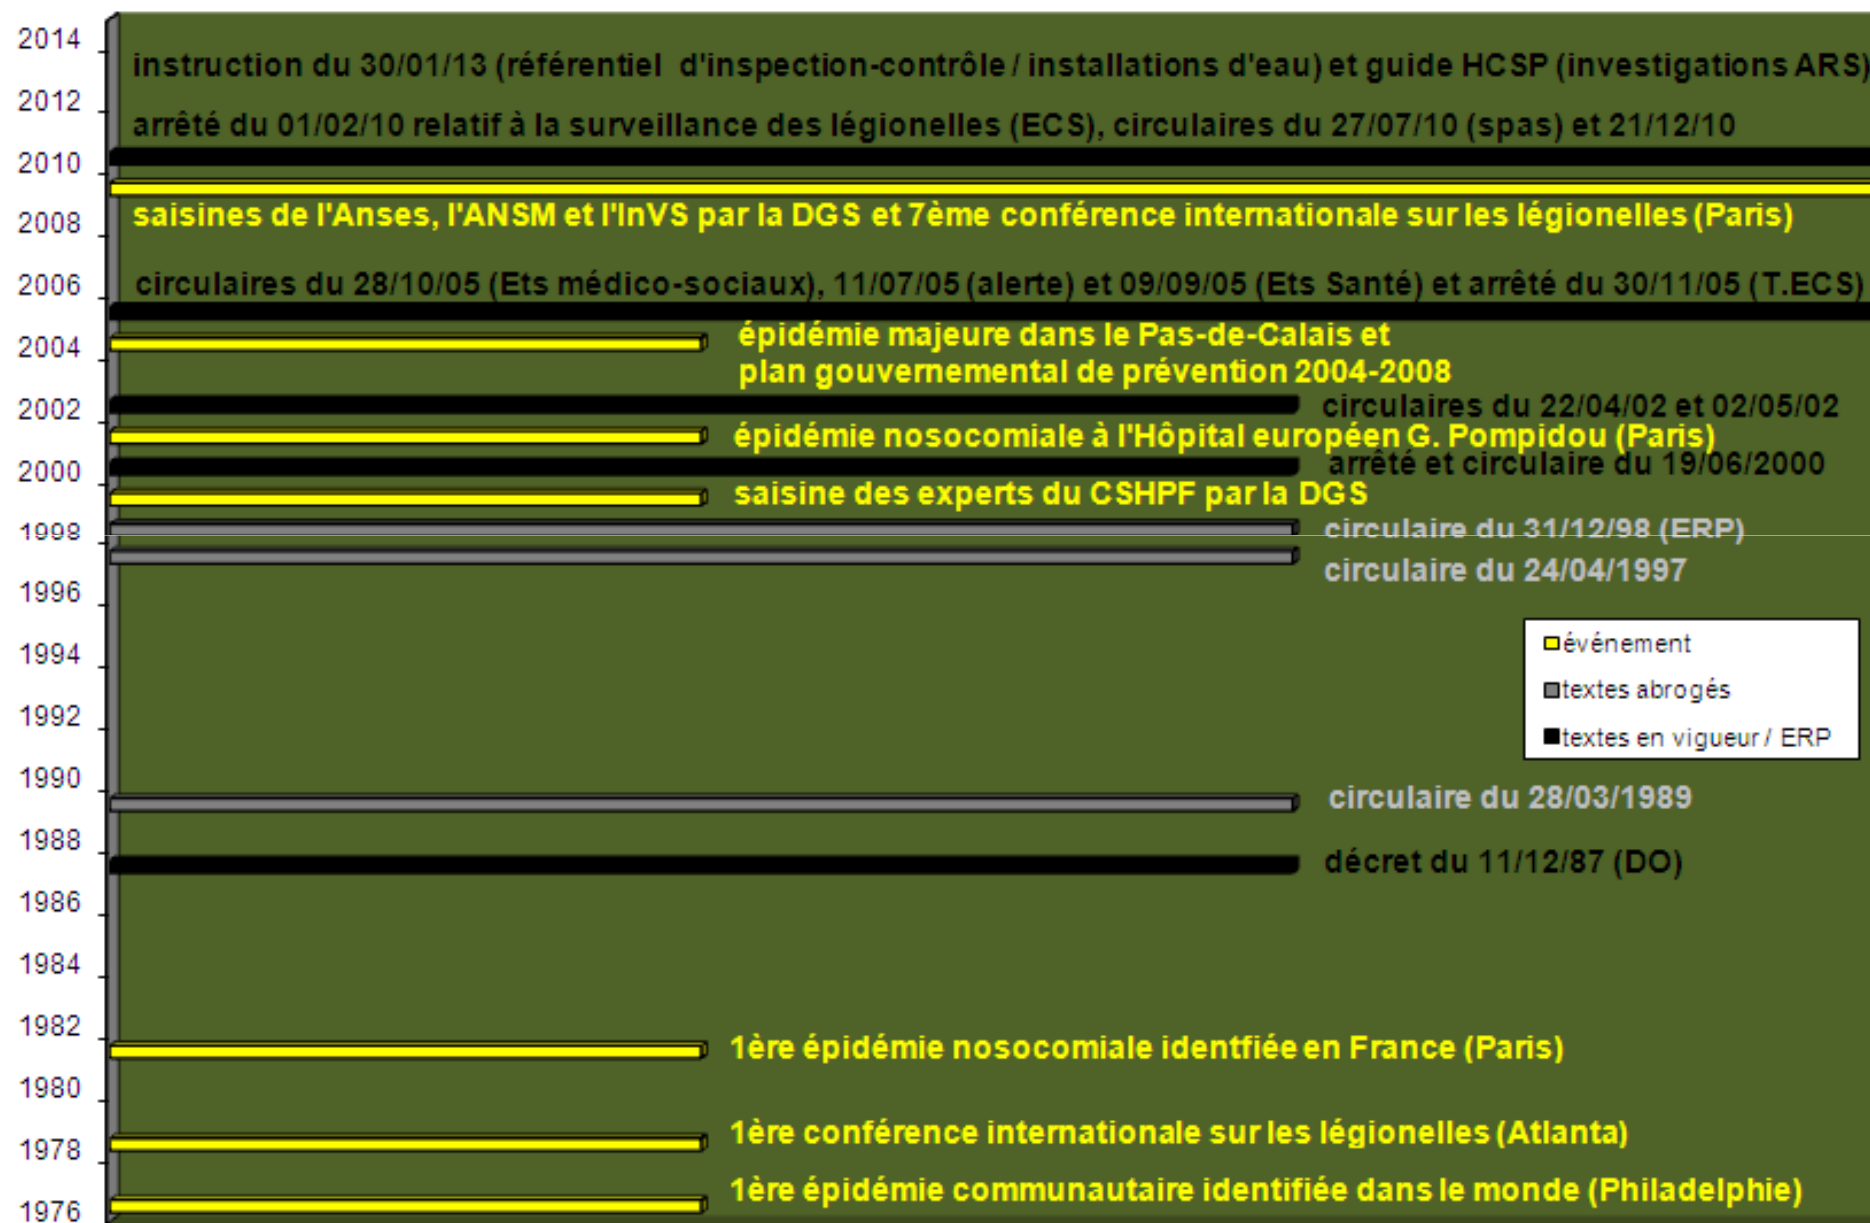 2014
instruction du 30/01/13 (référentiel d'inspection-contrôle / installations d'eau) et guide HCSP (investigations ARS)
2012
arrêté du 01/02/10 relatif à la surveillance des légionelles (ECS), circulaires du 27/07/10 (spas) et 21/12/10
2010
saisines de l'Anses, l'ANSM et l'InVS par la DGS et 7ème conférence internationale sur les légionelles (Paris)
2008
circulaires du 28/10/05 (Ets médico-sociaux), 11/07/05 (alerte) et 09/09/05 (Ets Santé) et arrêté du 30/11/05 (T.ECS)
2006
épidémie majeure dans le Pas-de-Calais et
2004
plan gouvernemental de prévention 2004-2008
2002
circulaires du 22/04/02 et 02/05/02
épidémie nosocomiale à l'Hôpital européen G. Pompidou (Paris)
2000
arrêté et circulaire du 19/06/2000
saisine des experts du CSHPF par la DGS
1998
circulaire du 31/12/98 (ERP)
circulaire du 24/04/1997
1996
événement
1994
textes abrogés
1992
textes en vigueur / ERP
1990
circulaire du 28/03/1989
1988
décret du 11/12/87 (DO)
1986
1984
1982
1ère épidémie nosocomiale identfiée en France (Paris)
1980
1ère conférence internationale sur les légionelles (Atlanta)
1978
1ère épidémie communautaire identifiée dans le monde (Philadelphie)
1976